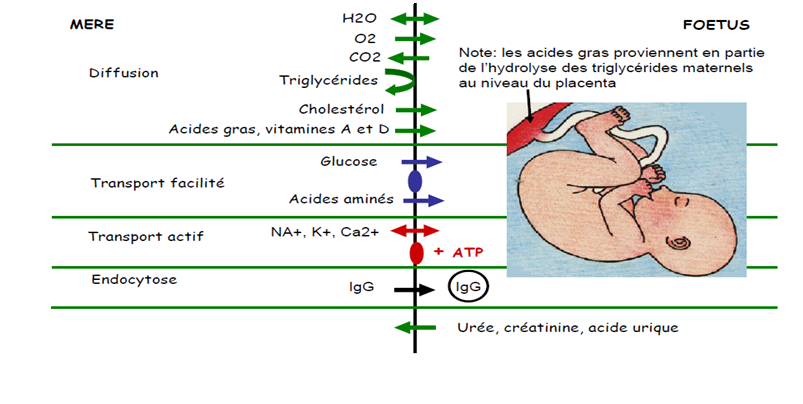 MERE
FOETUS
H2O
O2
CO2
Diffusion
Triglycérides
Cholestérol
Acides gras, vitamines A et D
Note: les acides gras proviennent en partie
de l'hydrolyse des triglycérides maternels
au niveau du placenta
Glucose
Transport facilité
Acides aminés
Transport actif
NA+, K+, Ca2+
+ ATP
Endocytose
IgG
IgG
Urée, créatinine, acide urique